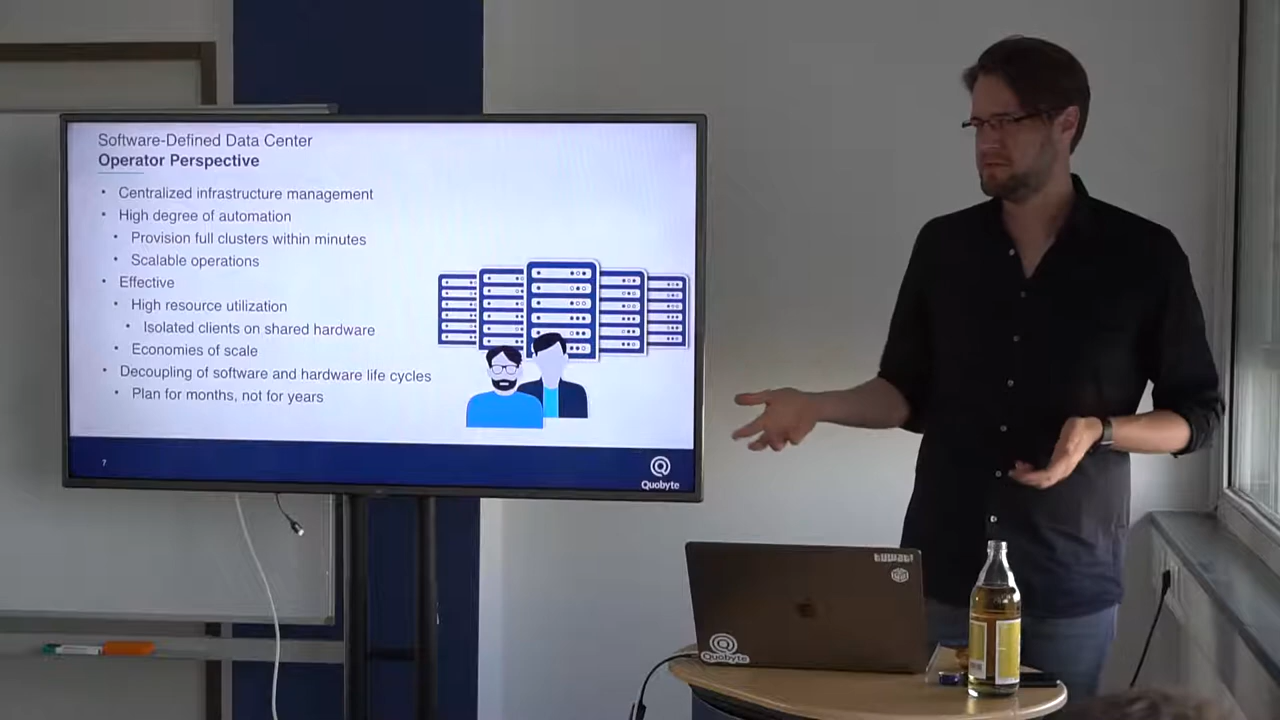 Software-Defined Data Center
Operator Perspective
• Centralized infrastructure management
• High degree of automation
• Provision full clusters within minutes
• Scalable operations
• Effective
• High resource utilization
• Isolated clients on shared hardware
• Economies of scale
• Decoupling of software and hardware life cycles
• Plan for months, not for years
7
Quobyte
Quobyte